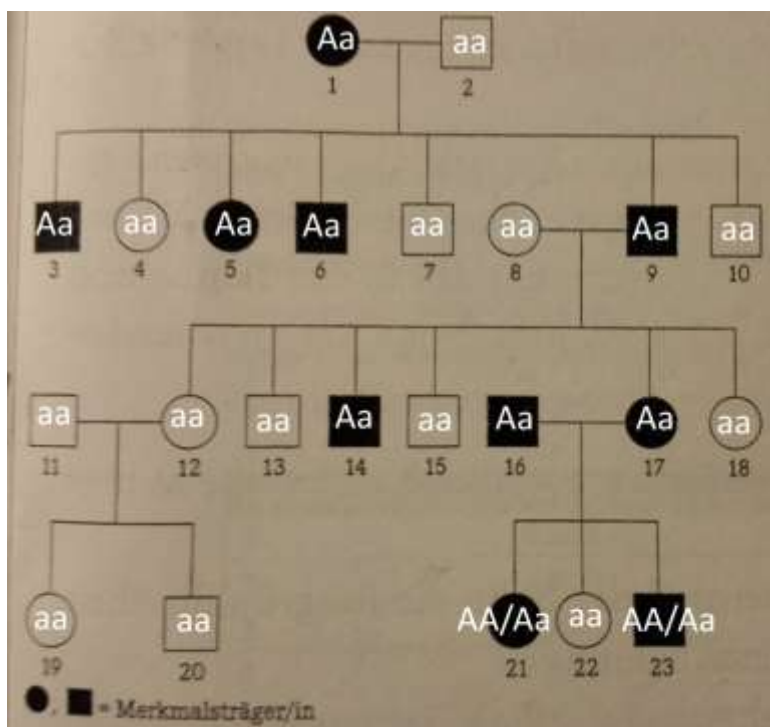 Aa aa
1 2
Aa aa Aa Aa aa aa Aa aa
3 4 5 6 7 8 9 10
aa aa aa Aa aa Aa Aa aa
11 12 13 14 15 16 17 18
aa aa AA/Aa aa AA/Aa
19 20 21 22 23
, = Merkmalsträger/in